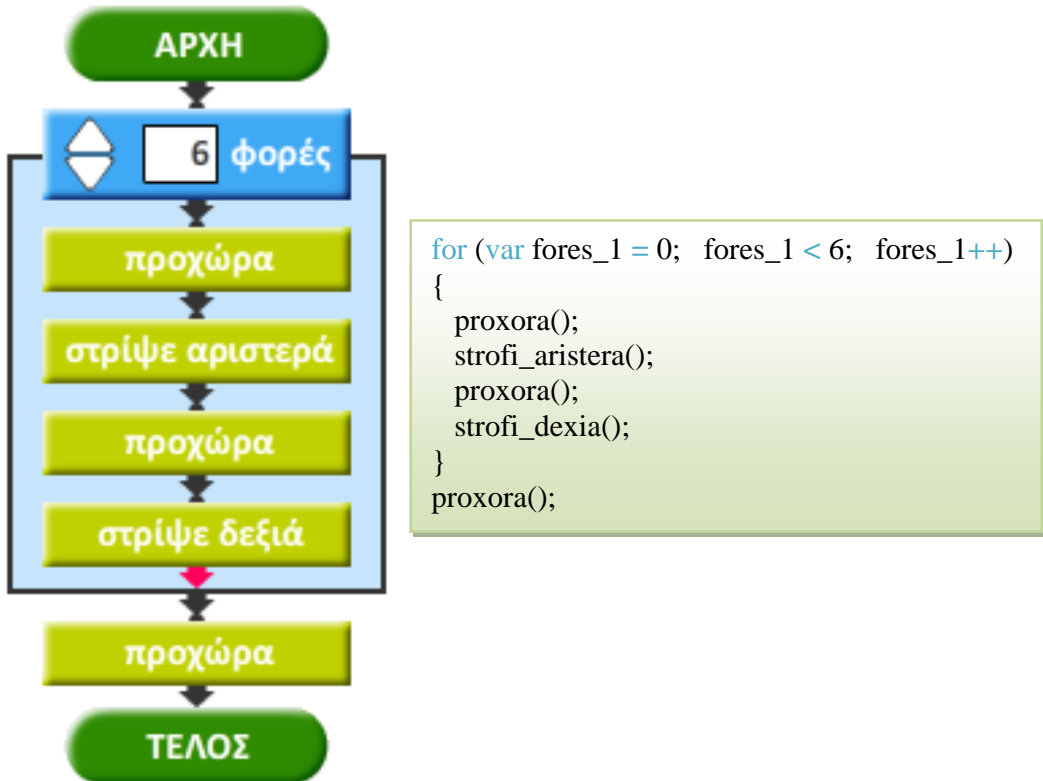 ΑΡΧΗ
6 φορές
προχώρα
στρίψε αριστερά
προχώρα
στρίψε δεξιά
προχώρα
ΤΕΛΟΣ
for (var fores_1 = 0; fores_1 < 6; fores_1++)
{
proxora();
strofi_aristera();
proxora();
strofi_dexia();
}
proxora();